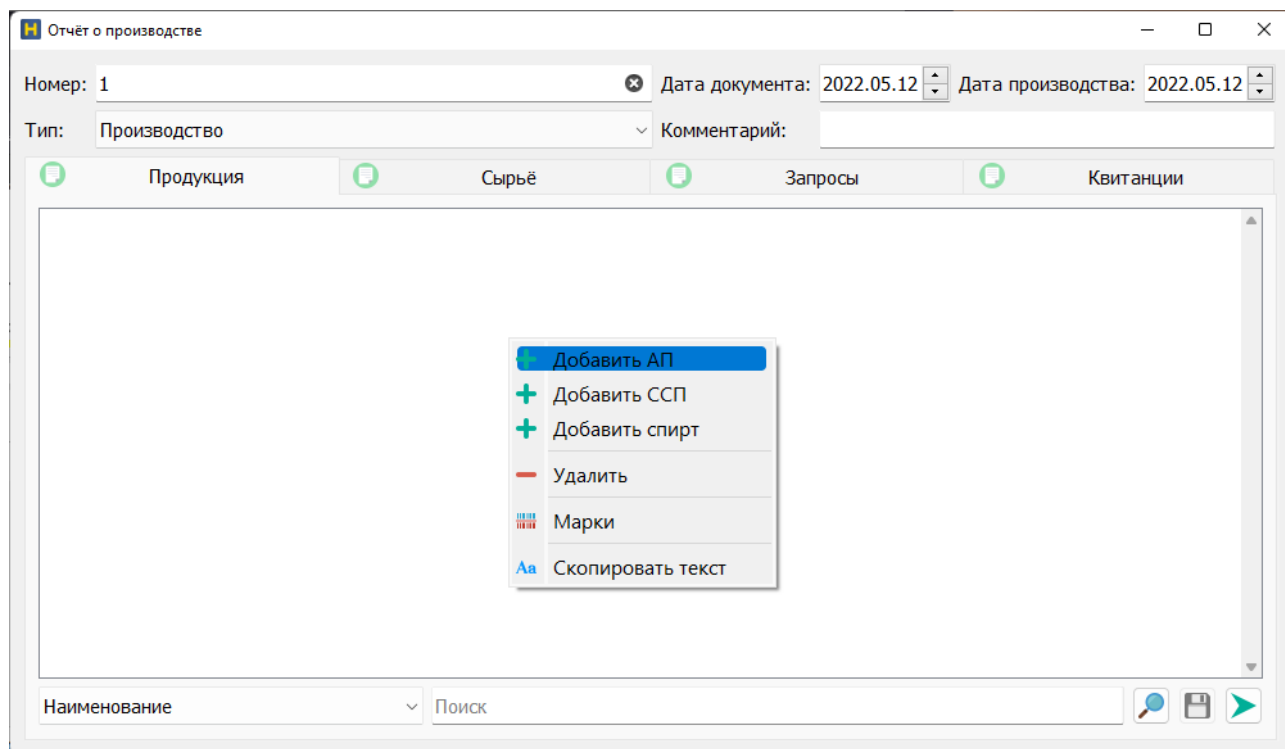 Отчёт о производстве
Номер: 1 Дата документа: 2022.05.12 Дата производства: 2022.05.12
Тип: Производство Комментарий:
Продукция Сырьё Запросы Квитанции
Добавить АП
Добавить ССП
Добавить спирт
Удалить
Марки
Aa Скопировать текст
Наименование Поиск